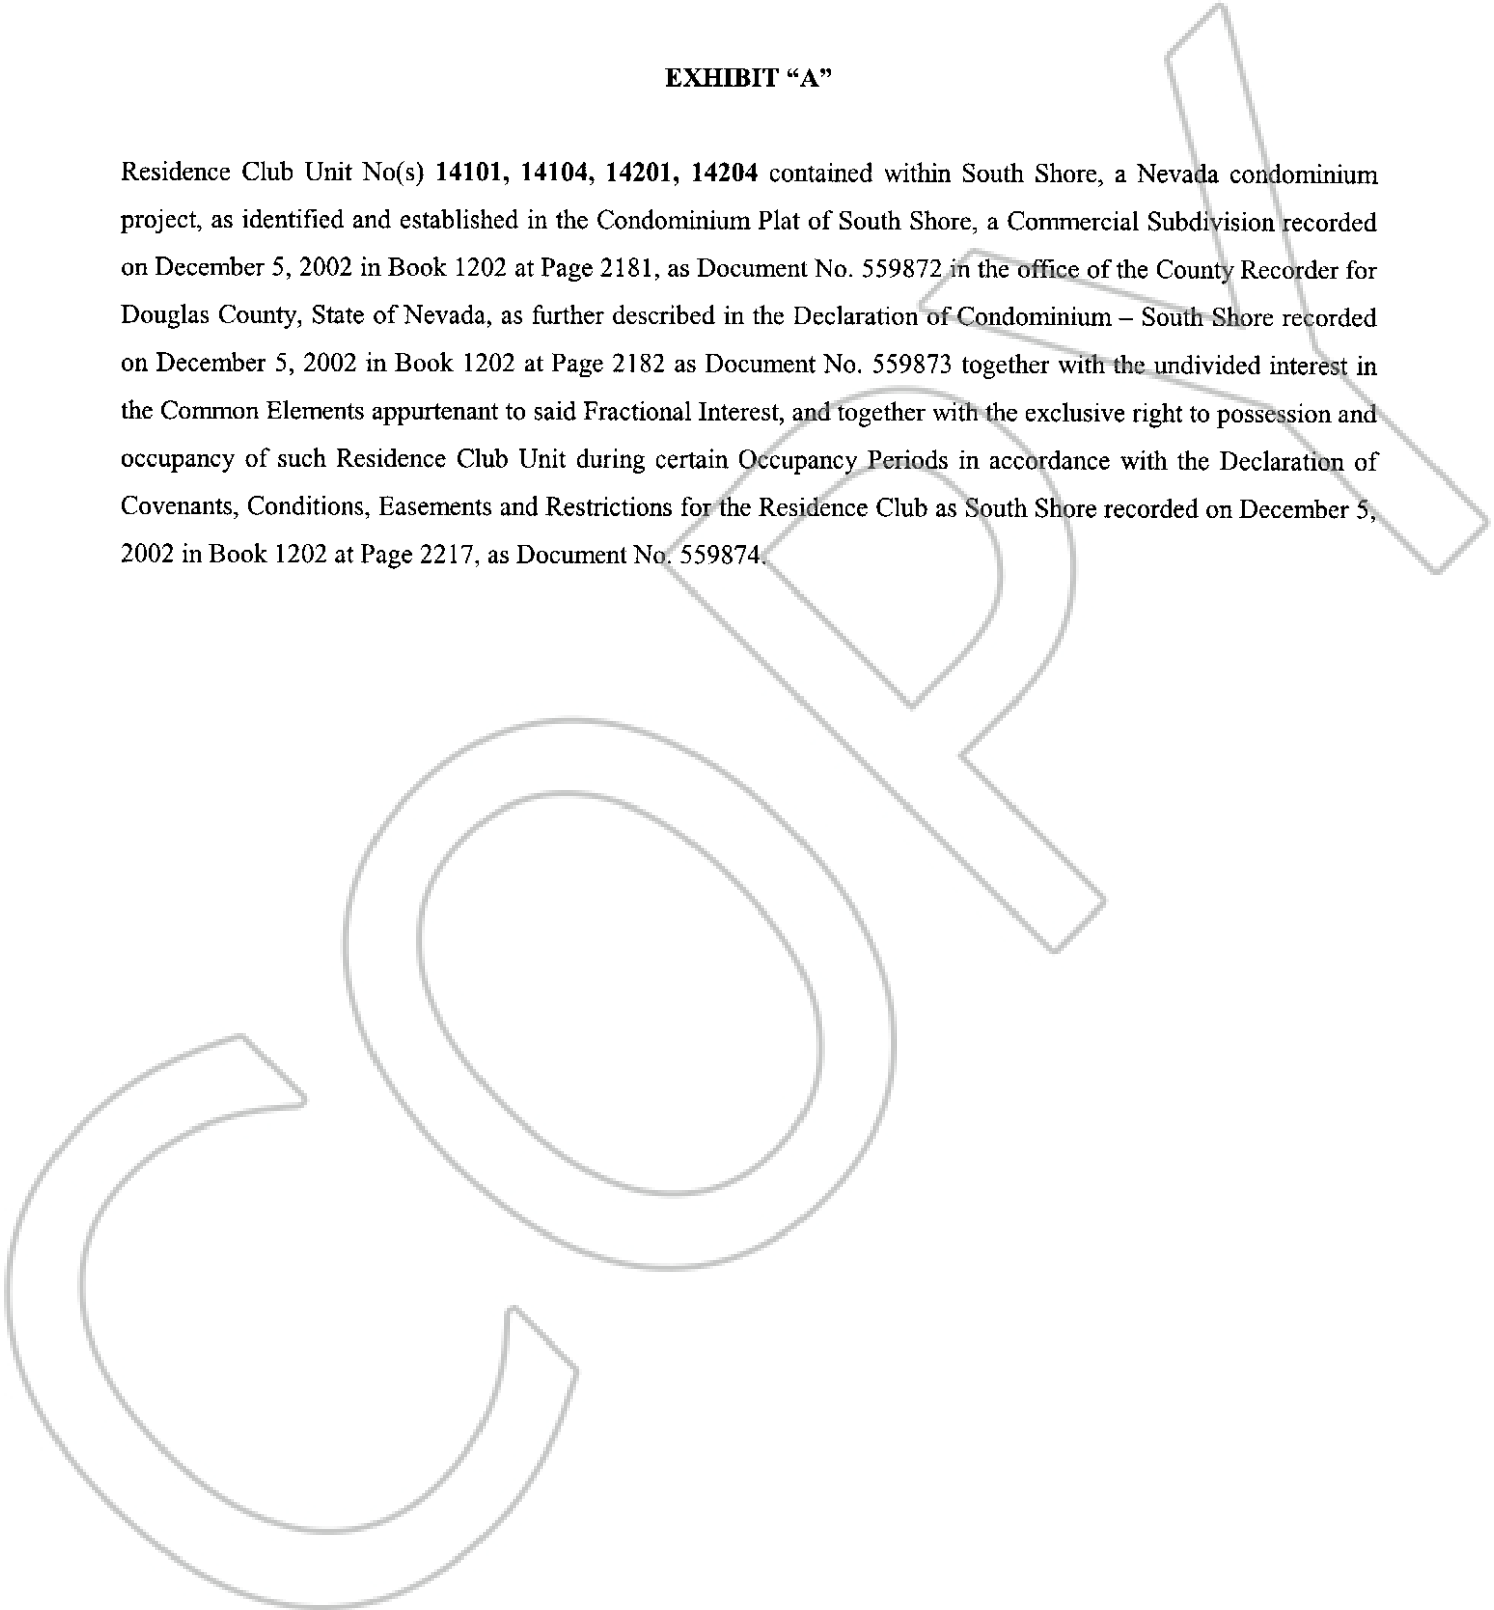 EXHIBIT “A”
Residence Club Unit No(s) 14101, 14104, 14201, 14204 contained within South Shore, a Nevada condominium
project, as identified and established in the Condominium Plat of South Shore, a Commercial Subdivision recorded
on December 5, 2002 in Book 1202 at Page 2181, as Document No. 559872 in the office of the County Recorder for
Douglas County, State of Nevada, as further described in the Declaration of Condominium – South Shore recorded
on December 5, 2002 in Book 1202 at Page 2182 as Document No. 559873 together with the undivided interest in
the Common Elements appurtenant to said Fractional Interest, and together with the exclusive right to possession and
occupancy of such Residence Club Unit during certain Occupancy Periods in accordance with the Declaration of
Covenants, Conditions, Easements and Restrictions for the Residence Club as South Shore recorded on December 5,
2002 in Book 1202 at Page 2217, as Document No. 559874.
COPY